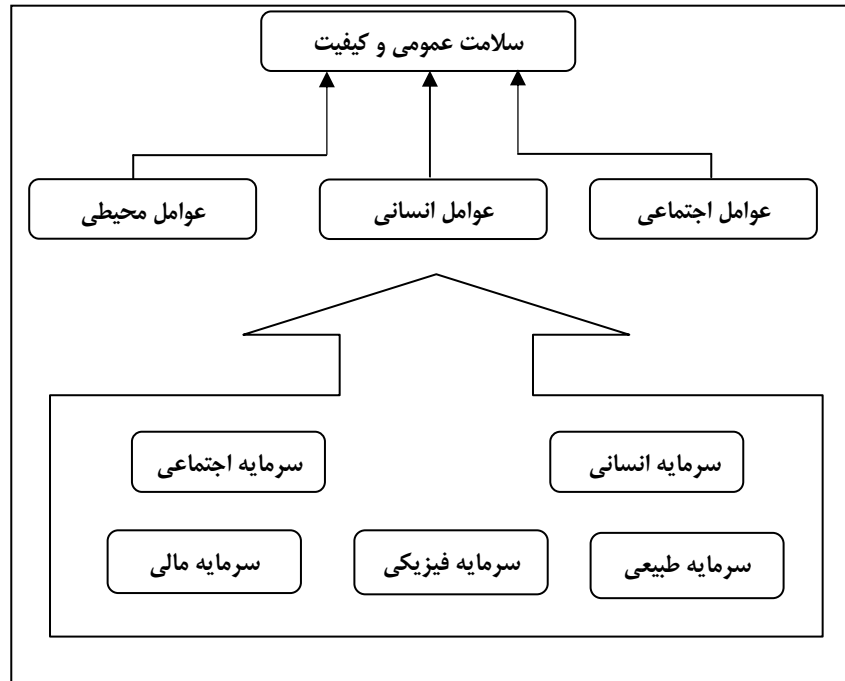 سلامت عمومی و کیفیت
عوامل اجتماعی
عوامل انسانی
عوامل محیطی
سرمایه انسانی
سرمایه اجتماعی
سرمایه طبیعی
سرمایه فیزیکی
سرمایه مالی